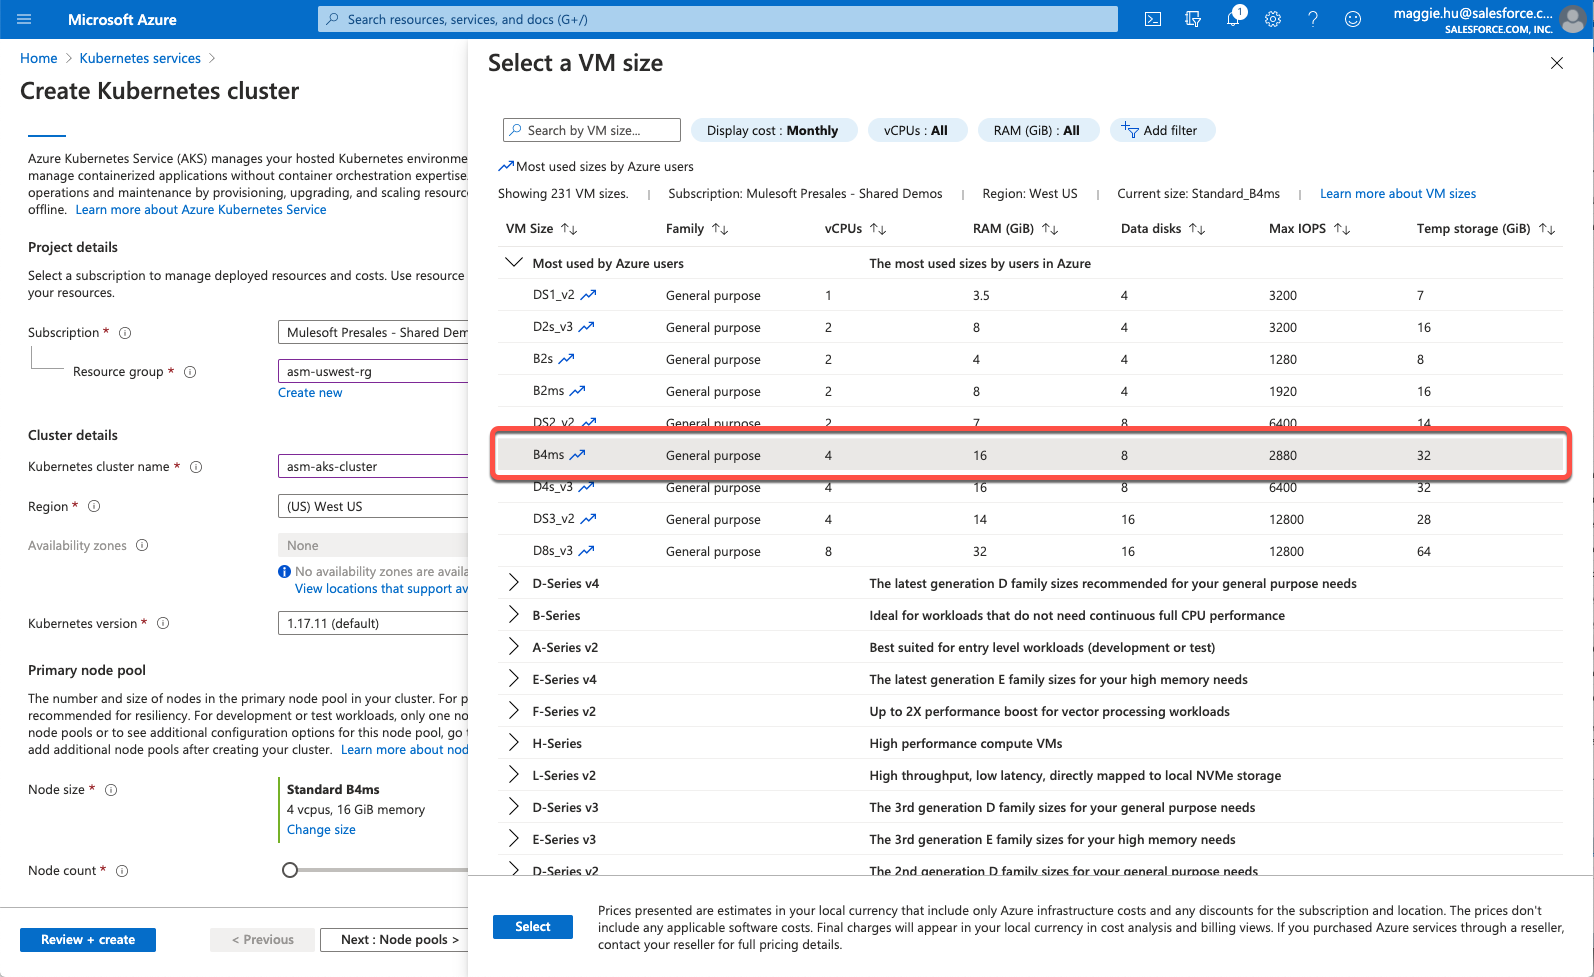 Microsoft Azure
Search resources, services, and docs (G+/)
1
maggie.hu@salesforce.c...
SALESFORCE.COM, INC.
Home > Kubernetes services >
Create Kubernetes cluster
Azure Kubernetes Service (AKS) manages your hosted Kubernetes environme
manage containerized applications without container orchestration expertise.
operations and maintenance by provisioning, upgrading, and scaling resourc
offline. Learn more about Azure Kubernetes Service
Project details
Select a subscription to manage deployed resources and costs. Use resource
your resources.
Subscription *
Mulesoft Presales - Shared Dem
Resource group *
asm-uswest-rg
Create new
Cluster details
Kubernetes cluster name *
asm-aks-cluster
Region *
(US) West US
Availability zones
None
No availability zones are availa
View locations that support av
Kubernetes version *
1.17.11 (default)
Primary node pool
The number and size of nodes in the primary node pool in your cluster. For p
recommended for resiliency. For development or test workloads, only one no
node pools or to see additional configuration options for this node pool, go
add additional node pools after creating your cluster. Learn more about nod
Node size *
Standard B4ms
4 vcpus, 16 GiB memory
Change size
Node count *
Review + create
< Previous
Next : Node pools >
Select a VM size
Search by VM size...
Display cost : Monthly
vCPUs : All
RAM (GiB) : All
Add filter
Most used sizes by Azure users
Showing 231 VM sizes. | Subscription: Mulesoft Presales - Shared Demos | Region: West US | Current size: Standard_B4ms | Learn more about VM sizes
VM Size Family vCPUs RAM (GiB) Data disks Max IOPS Temp storage (GiB)
Most used by Azure users The most used sizes by users in Azure
DS1_v2 General purpose 1 3.5 4 3200 7
D2s_v3 General purpose 2 8 4 3200 16
B2s General purpose 2 4 4 1280 8
B2ms General purpose 2 8 4 1920 16
DS2_v2 General purpose 2 7 8 6400 14
B4ms General purpose 4 16 8 2880 32
D4s_v3 General purpose 4 16 8 6400 32
DS3_v2 General purpose 4 14 16 12800 28
D8s_v3 General purpose 8 32 16 12800 64
D-Series v4 The latest generation D family sizes recommended for your general purpose needs
B-Series Ideal for workloads that do not need continuous full CPU performance
A-Series v2 Best suited for entry level workloads (development or test)
E-Series v4 The latest generation E family sizes for your high memory needs
F-Series v2 Up to 2X performance boost for vector processing workloads
H-Series High performance compute VMs
L-Series v2 High throughput, low latency, directly mapped to local NVMe storage
D-Series v3 The 3rd generation D family sizes for your general purpose needs
E-Series v3 The 3rd generation E family sizes for your high memory needs
D-Series v2 The 2nd generation D family sizes for your general purpose needs
Select
Prices presented are estimates in your local currency that include only Azure infrastructure costs and any discounts for the subscription and location. The prices don't
include any applicable software costs. Final charges will appear in your local currency in cost analysis and billing views. If you purchased Azure services through a reseller,
contact your reseller for full pricing details.